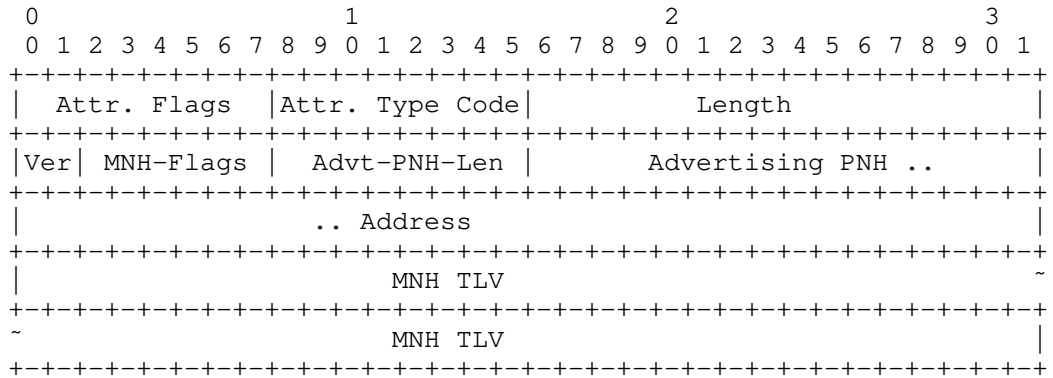 0                   1                   2                   3
 0 1 2 3 4 5 6 7 8 9 0 1 2 3 4 5 6 7 8 9 0 1 2 3 4 5 6 7 8 9 0 1
+-+-+-+-+-+-+-+-+-+-+-+-+-+-+-+-+-+-+-+-+-+-+-+-+-+-+-+-+-+-+-+-+
|  Attr. Flags  |Attr. Type Code|          Length               |
+-+-+-+-+-+-+-+-+-+-+-+-+-+-+-+-+-+-+-+-+-+-+-+-+-+-+-+-+-+-+-+-+
|Ver| MNH-Flags |  Advt-PNH-Len |       Advertising PNH ..      |
+-+-+-+-+-+-+-+-+-+-+-+-+-+-+-+-+-+-+-+-+-+-+-+-+-+-+-+-+-+-+-+-+
|                  .. Address                                   |
+-+-+-+-+-+-+-+-+-+-+-+-+-+-+-+-+-+-+-+-+-+-+-+-+-+-+-+-+-+-+-+-+
|                       MNH TLV                                 ~
+-+-+-+-+-+-+-+-+-+-+-+-+-+-+-+-+-+-+-+-+-+-+-+-+-+-+-+-+-+-+-+-+
~                       MNH TLV                                 |
+-+-+-+-+-+-+-+-+-+-+-+-+-+-+-+-+-+-+-+-+-+-+-+-+-+-+-+-+-+-+-+-+